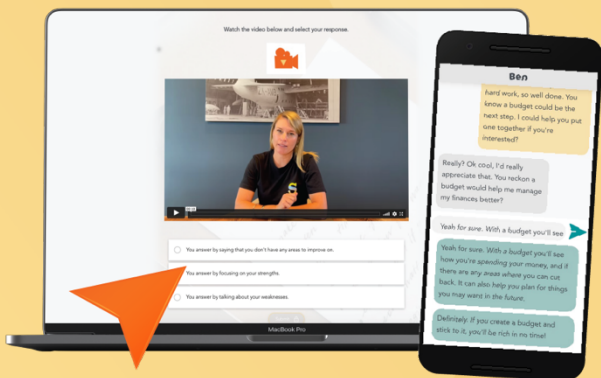 Watch the video below and select your response.
You answer by saying that you don't have any areas to improve on.
You answer by focusing on your strengths.
You answer by talking about your weaknesses.
MacBook Pro
Ben
hard work, so well done. You
know a budget could be the
next step. I could help you put
one together if you're
interested?
Really? Ok cool, I'd really
appreciate that. You reckon a
budget would help me manage
my finances better?
Yeah for sure. With a budget you'll see
Yeah for sure. With a budget you'll see
how you're spending your money, and if
there are any areas where you can cut
back. It can also help you plan for things
you may want in the future.
Definitely. If you create a budget and
stick to it, you'll be rich in no time!